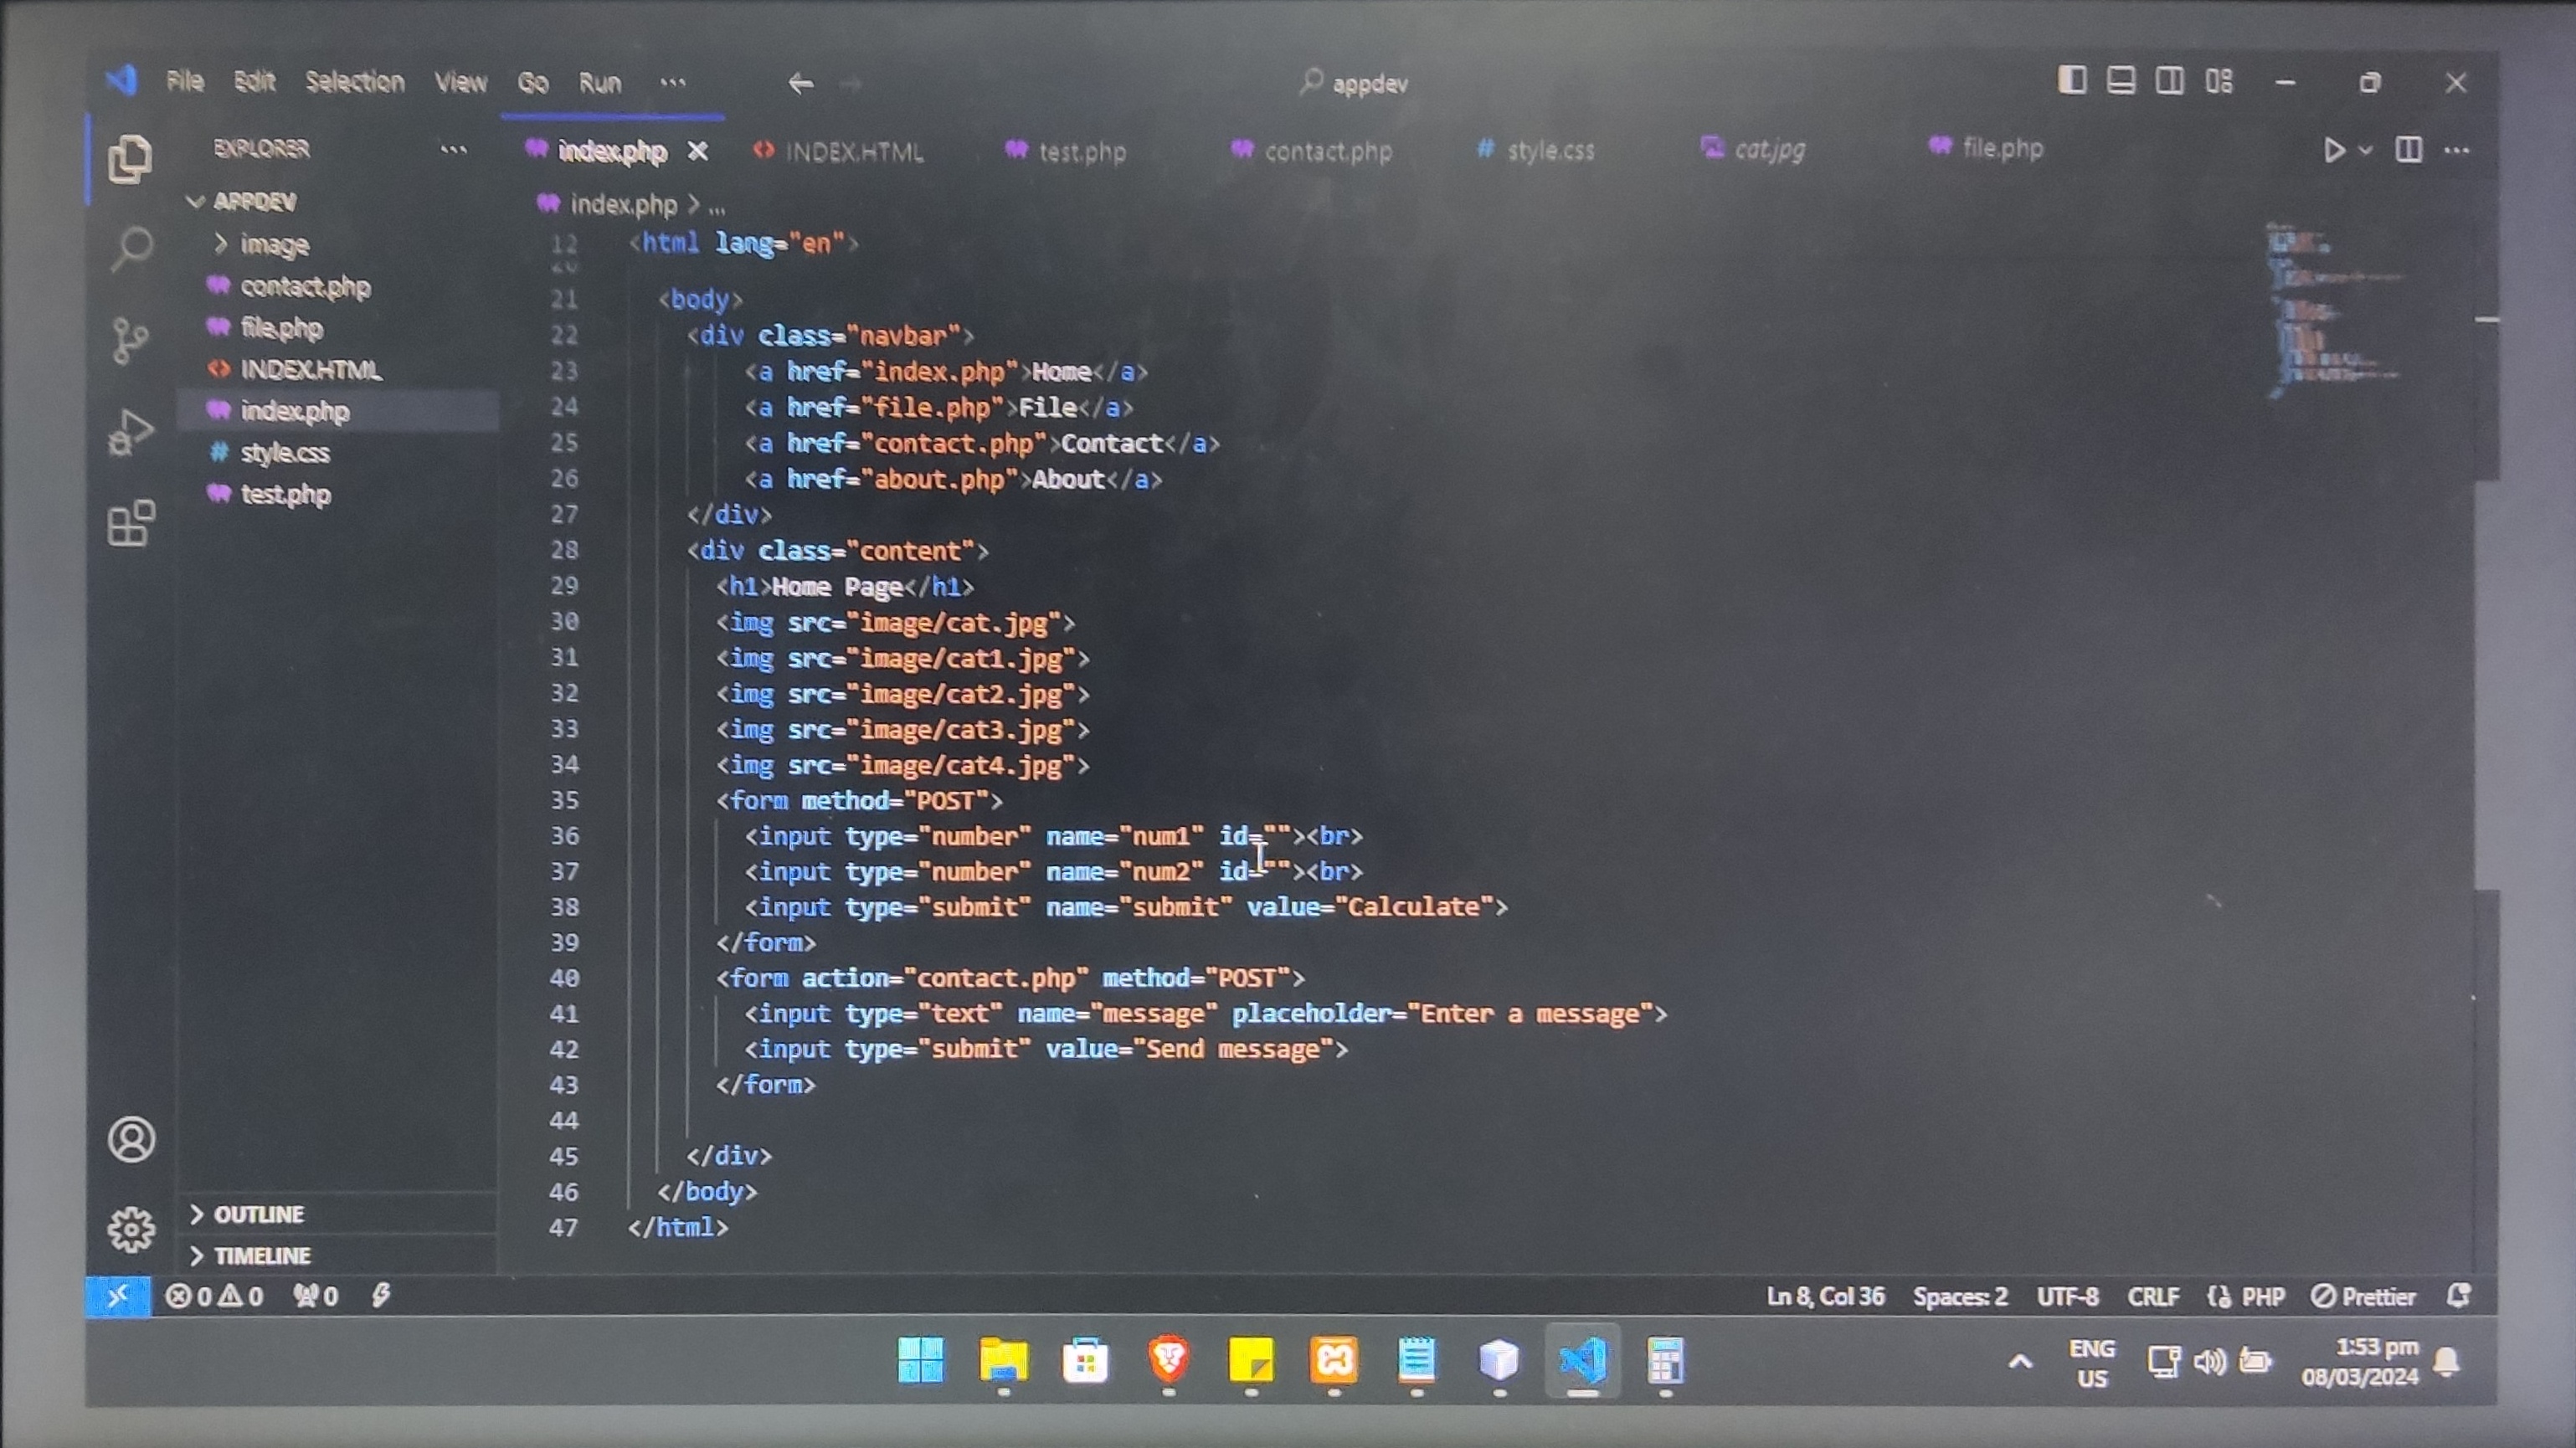 File Edit Selection View Go Run ... appdev
EXPLORER ...
index.php INDEX.HTML test.php contact.php style.css cat.jpg file.php ...
APPDEV
image
contact.php
file.php
INDEX.HTML
index.php
style.css
test.php
OUTLINE
TIMELINE
index.php > ...
12 <html lang="en">
21 <body>
22 <div class="navbar">
23 <a href="index.php">Home</a>
24 <a href="file.php">File</a>
25 <a href="contact.php">Contact</a>
26 <a href="about.php">About</a>
27 </div>
28 <div class="content">
29 <h1>Home Page</h1>
30 <img src="image/cat.jpg">
31 <img src="image/cat1.jpg">
32 <img src="image/cat2.jpg">
33 <img src="image/cat3.jpg">
34 <img src="image/cat4.jpg">
35 <form method="POST">
36 <input type="number" name="num1" id=""><br>
37 <input type="number" name="num2" id=""><br>
38 <input type="submit" name="submit" value="Calculate">
39 </form>
40 <form action="contact.php" method="POST">
41 <input type="text" name="message" placeholder="Enter a message">
42 <input type="submit" value="Send message">
43 </form>
44
45 </div>
46 </body>
47 </html>
0 0 0 Ln 8, Col 36 Spaces: 2 UTF-8 CRLF PHP Prettier
ENG
US
1:53 pm
08/03/2024